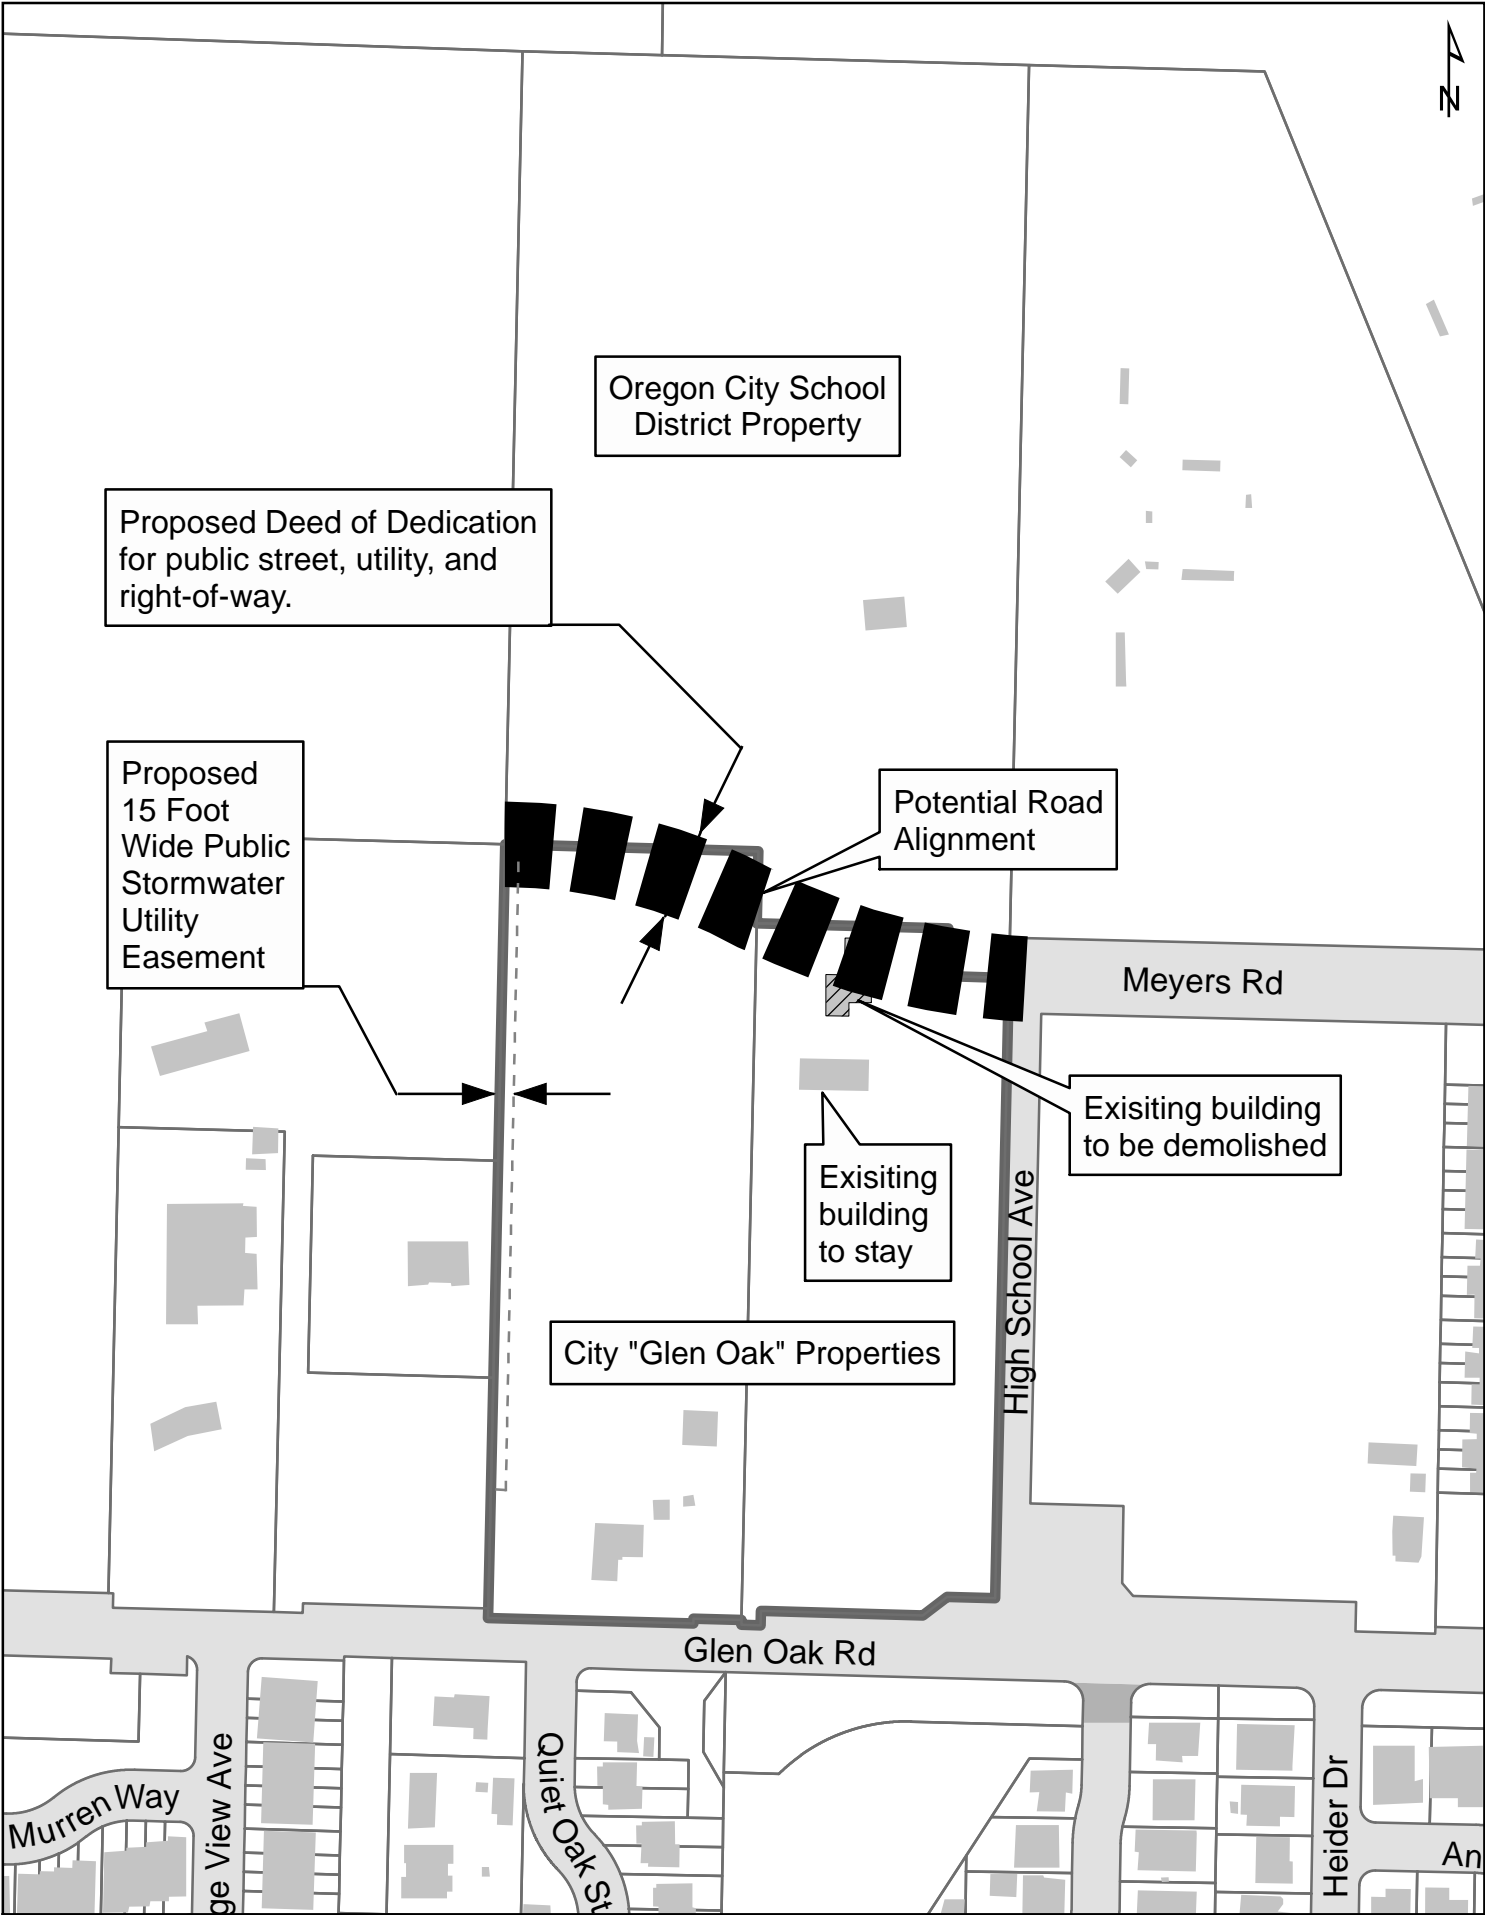 N
Oregon City School
District Property
Proposed Deed of Dedication
for public street, utility, and
right-of-way.
Proposed
15 Foot
Wide Public
Stormwater
Utility
Easement
Potential Road
Alignment
Meyers Rd
Exisiting building
to be demolished
Exisiting
building
to stay
High School Ave
City "Glen Oak" Properties
Glen Oak Rd
Murren Way
ge View Ave
Quiet Oak St
Heider Dr
An